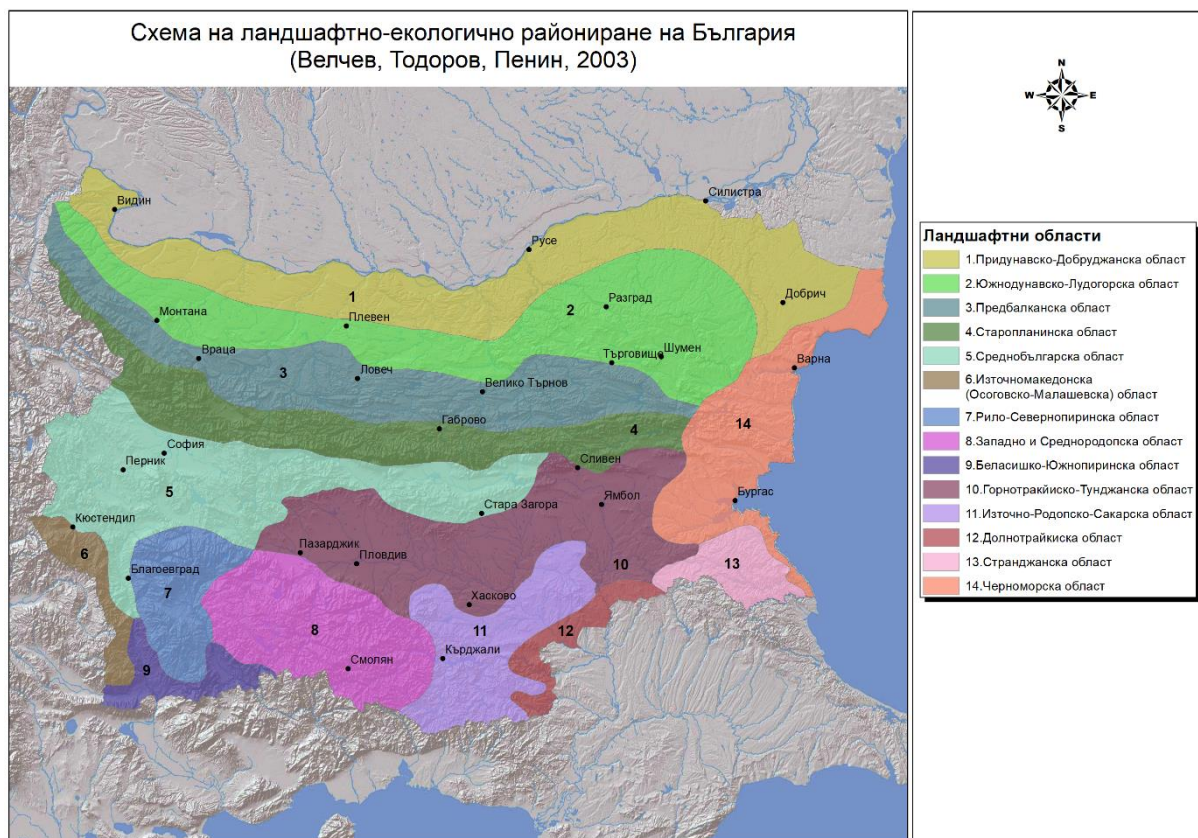 Схема на ландшафтно-екологично райониране на България
(Велчев, Тодоров, Пенин, 2003)
N
W
E
S
Видин
Силистра
Русе
1
2
Разград
Добрич
Монтана
Плевен
Враца
Търговище
Шумен
Варна
3
Ловеч
Велико Търнов
Габрово
4
14
София
Перник
Сливен
5
Стара Загора
Ямбол
Бургас
Кюстендил
6
Пазарджик
Пловдив
10
13
Благоевград
7
Хасково
8
11
12
9
Смолян
Кърджали
Ландшафтни области
1.Придунавско-Добруджанска област
2.Южнодунавско-Лудогорска област
3.Предбалканска област
4.Старопланинска област
5.Среднобългарска област
6.Източномакедонска
(Осоговско-Малашевска) област
7.Рило-Севернопиринска област
8.Западно и Среднородопска област
9.Беласишко-Южнопиринска област
10.Горнотракйиско-Тунджанска област
11.Източно-Родопско-Сакарска област
12.Долнотрайкиска област
13.Странджанска област
14.Черноморска област